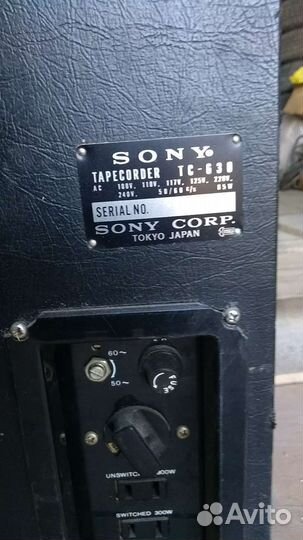 SONY®
TAPECORDER TC-630
AC 100V. 110V. 117V. 125V. 220V.
240V. 50/60 c/s 85W
SERIAL NO.
SONY CORP.
TOKYO JAPAN
60~
50~
FUSE
UNSWITCHED 300W
SWITCHED 300W
Avito